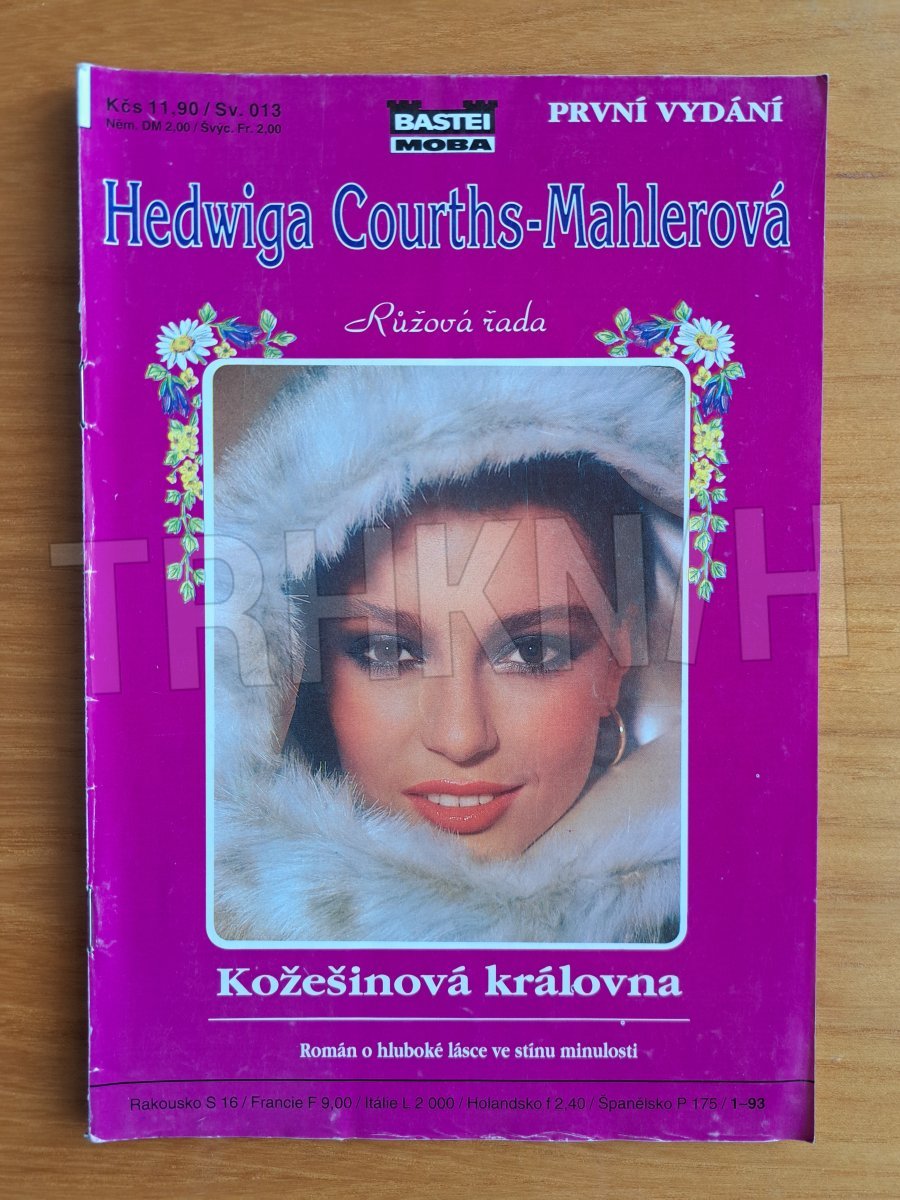 Kčs 11.90 / Sv. 013
Něm. DM 2,00 / Švýc. Fr. 2,00
BASTEI
MOBA
PRVNÍ VYDÁNÍ
Hedwiga Courths-Mahlerová
Růžová řada
TRHKNIH
Kožešinová královna
Román o hluboké lásce ve stínu minulosti
Rakousko S 16 / Francie F 9,00 / Itálie L 2 000 / Holandsko f 2,40 / Španělsko P 175 / 1–93